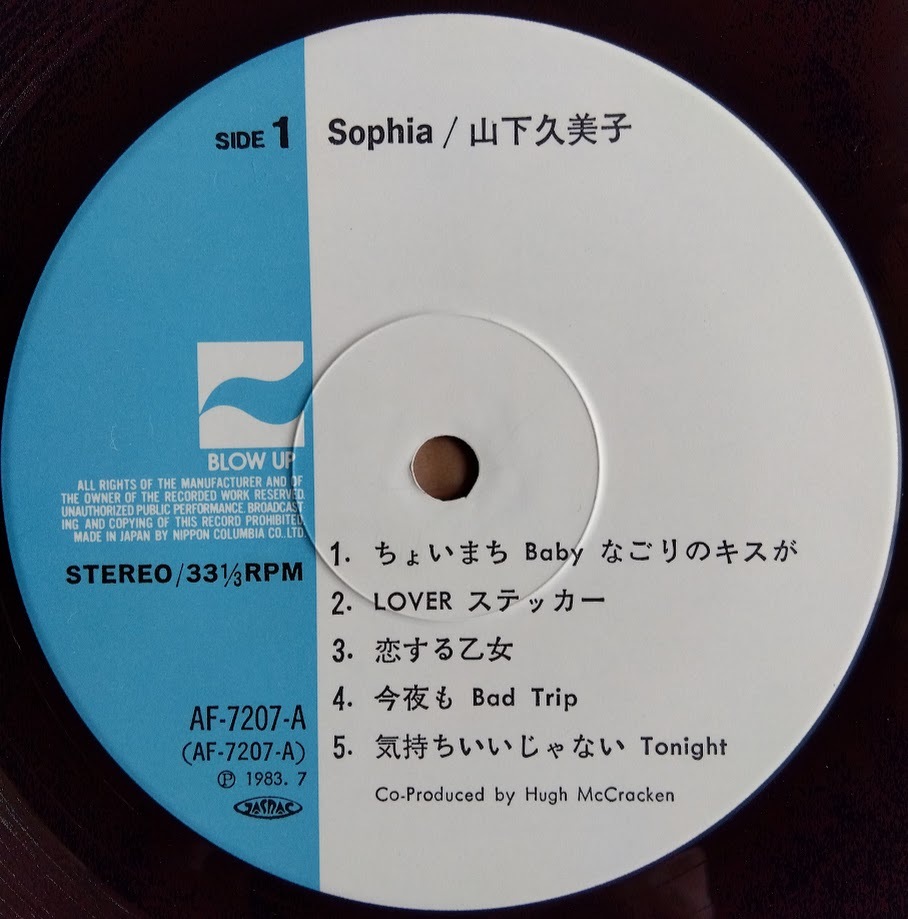 SIDE 1
Sophia / 山下久美子
BLOW UP
ALL RIGHTS OF THE MANUFACTURER AND OF
THE OWNER OF THE RECORDED WORK RESERVED.
UNAUTHORIZED PUBLIC PERFORMANCE. BROADCAST
ING AND COPYING OF THIS RECORD PROHIBITED.
MADE IN JAPAN BY NIPPON COLUMBIA CO., LTD.
STEREO/33⅓RPM
AF-7207-A
(AF-7207-A)
Ⓟ 1983. 7
JASRAC
1. ちょいまち Baby なごりのキスが
2. LOVER ステッカー
3. 恋する乙女
4. 今夜も Bad Trip
5. 気持ちいいじゃない Tonight
Co-Produced by Hugh McCracken